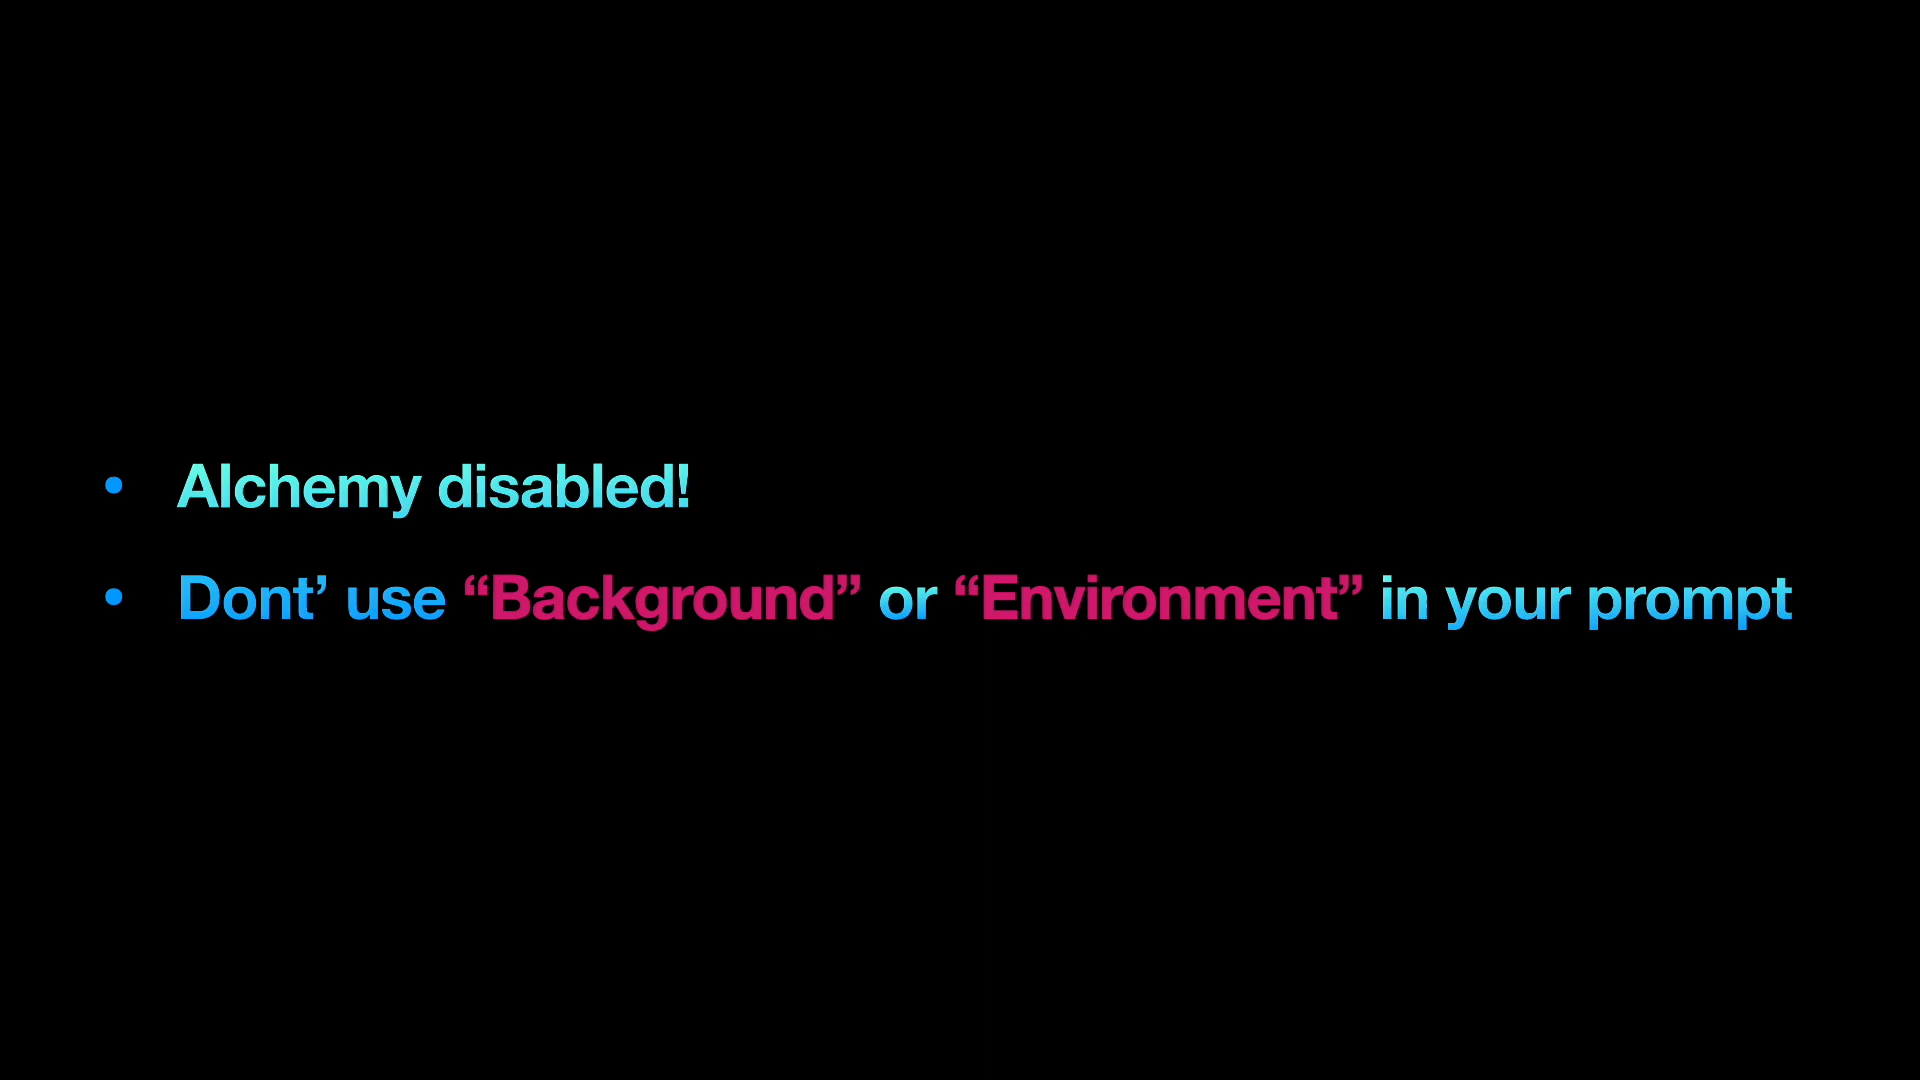 • Alchemy disabled!
• Dont’ use “Background” or “Environment” in your prompt